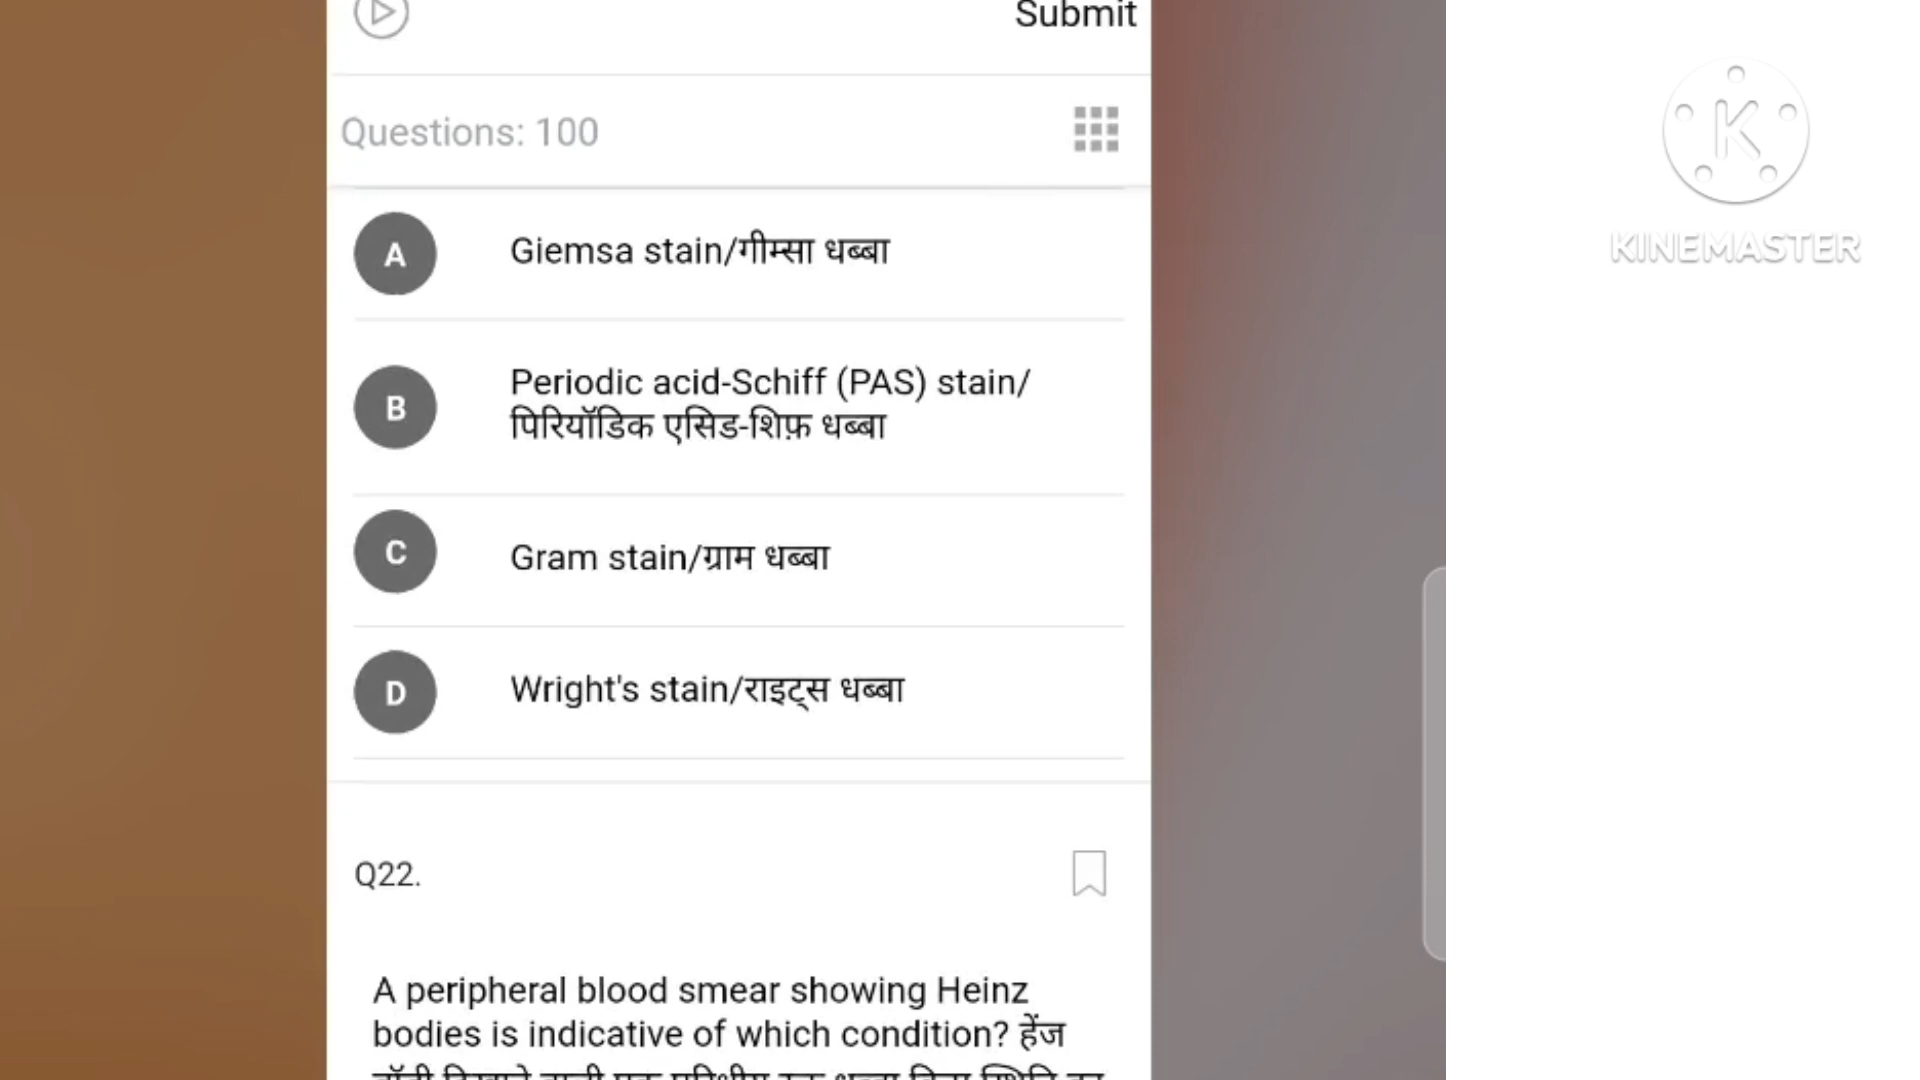 Submit
Questions: 100
A Giemsa stain/गीम्सा धब्बा
B Periodic acid-Schiff (PAS) stain/
पिरियॉडिक एसिड-शिफ़ धब्बा
C Gram stain/ग्राम धब्बा
D Wright's stain/राइट्स धब्बा
Q22.
A peripheral blood smear showing Heinz
bodies is indicative of which condition? हेंज
K
KINEMASTER